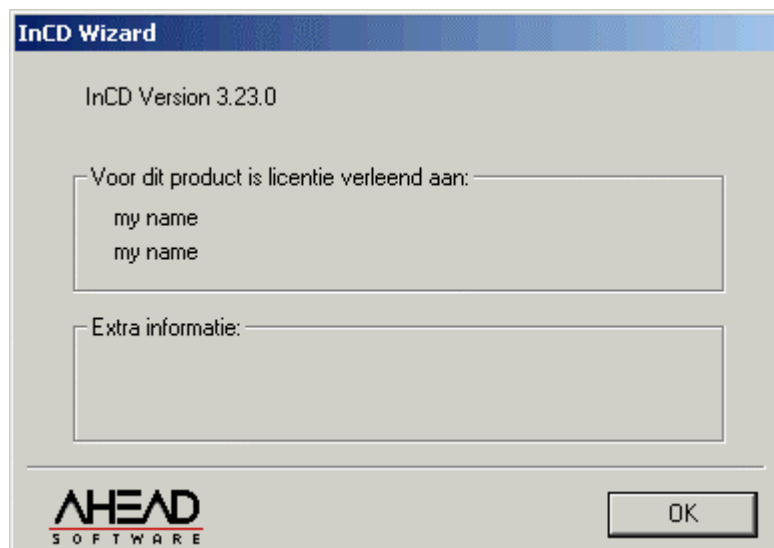 InCD Wizard
InCD Version 3.23.0
Voor dit product is licentie verleend aan:
my name
my name
Extra informatie:
AHEAD
SOFTWARE
OK